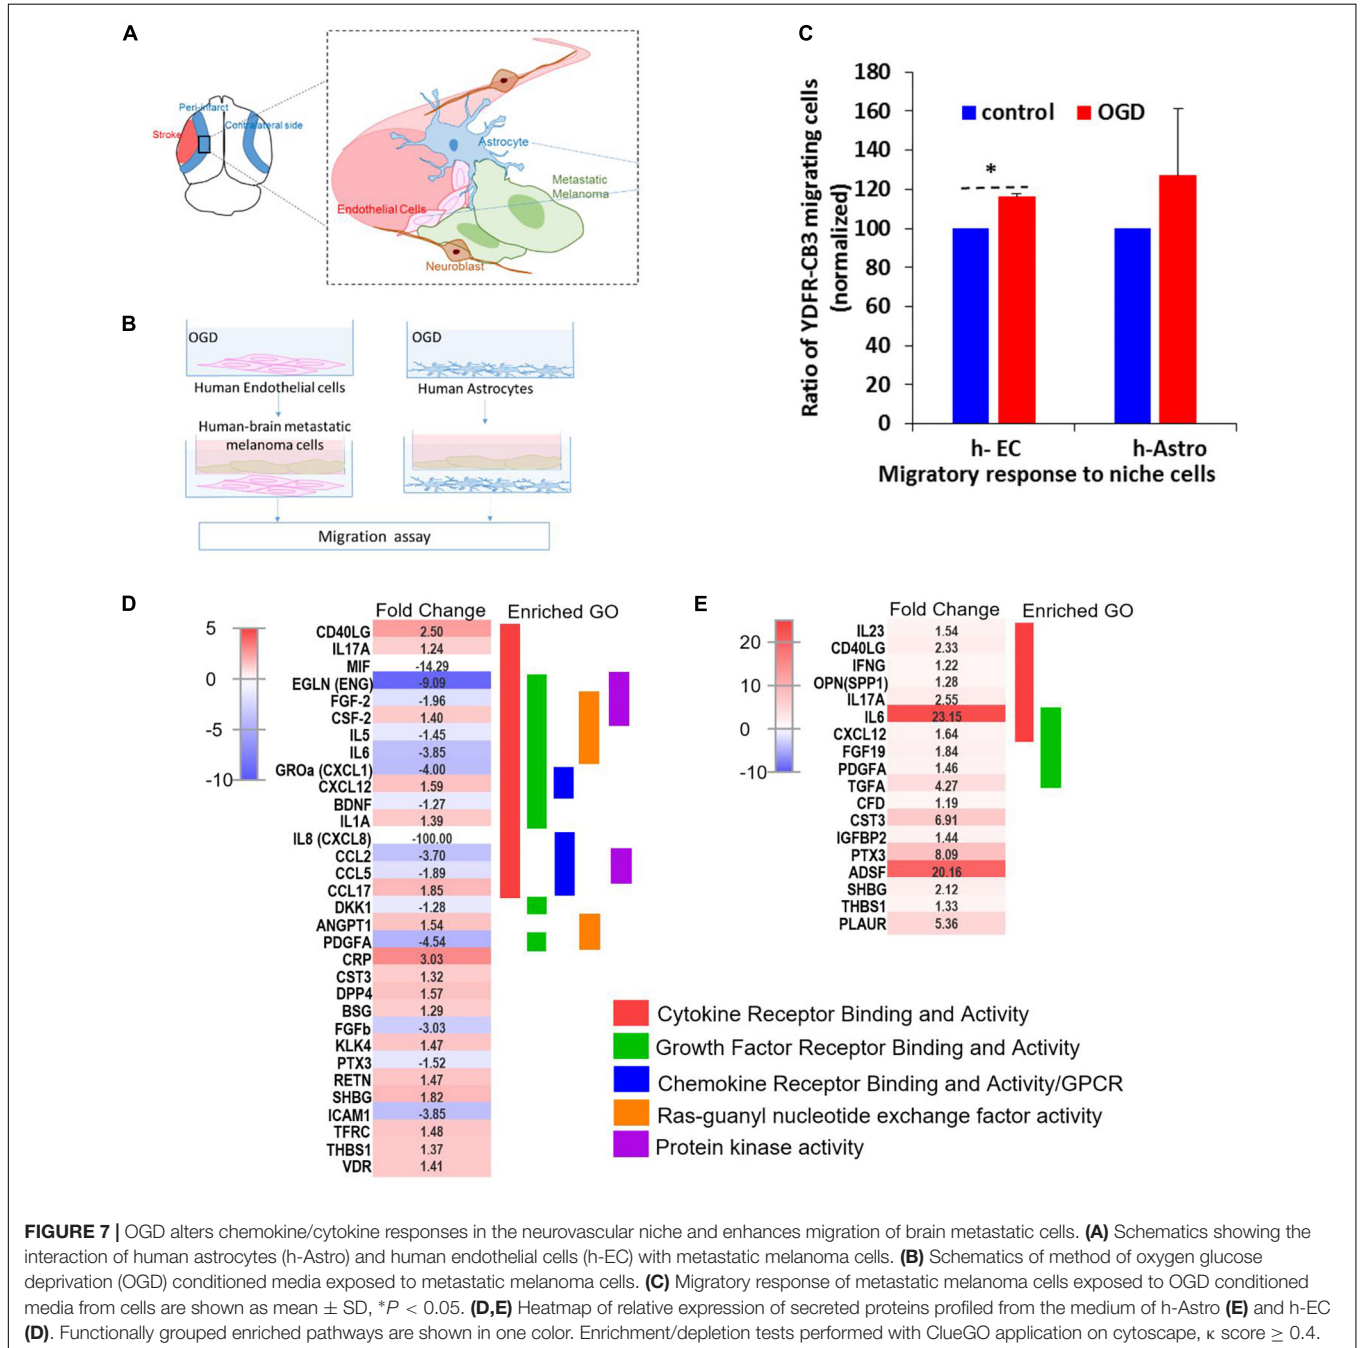 A
Peri-infarct
Stroke
Contralateral side
Astrocyte
Metastatic
Melanoma
Endothelial Cells
Neuroblast
B
OGD
OGD
Human Endothelial cells
Human Astrocytes
Human-brain metastatic
melanoma cells
Migration assay
C
Ratio of YDFR-CB3 migrating cells
(normalized)
180
160
140
120
100
80
60
40
20
0
control
OGD
*
h- EC
h-Astro
Migratory response to niche cells
D
Fold Change
Enriched GO
5
0
-5
-10
CD40LG 2.50
IL17A 1.24
MIF -14.29
EGLN (ENG) -9.09
FGF-2 -1.96
CSF-2 1.40
IL5 -1.45
IL6 -3.85
GROa (CXCL1) -4.00
CXCL12 1.59
BDNF -1.27
IL1A 1.39
IL8 (CXCL8) -100.00
CCL2 -3.70
CCL5 -1.89
CCL17 1.85
DKK1 -1.28
ANGPT1 1.54
PDGFA -4.54
CRP 3.03
CST3 1.32
DPP4 1.57
BSG 1.29
FGFb -3.03
KLK4 1.47
PTX3 -1.52
RETN 1.47
SHBG 1.82
ICAM1 -3.85
TFRC 1.48
THBS1 1.37
VDR 1.41
E
Fold Change
Enriched GO
20
10
0
-10
IL23 1.54
CD40LG 2.33
IFNG 1.22
OPN(SPP1) 1.28
IL17A 2.55
IL6 23.15
CXCL12 1.64
FGF19 1.84
PDGFA 1.46
TGFA 4.27
CFD 1.19
CST3 6.91
IGFBP2 1.44
PTX3 8.09
ADSF 20.16
SHBG 2.12
THBS1 1.33
PLAUR 5.36
Cytokine Receptor Binding and Activity
Growth Factor Receptor Binding and Activity
Chemokine Receptor Binding and Activity/GPCR
Ras-guanyl nucleotide exchange factor activity
Protein kinase activity
FIGURE 7 | OGD alters chemokine/cytokine responses in the neurovascular niche and enhances migration of brain metastatic cells. (A) Schematics showing the
interaction of human astrocytes (h-Astro) and human endothelial cells (h-EC) with metastatic melanoma cells. (B) Schematics of method of oxygen glucose
deprivation (OGD) conditioned media exposed to metastatic melanoma cells. (C) Migratory response of metastatic melanoma cells exposed to OGD conditioned
media from cells are shown as mean ± SD, *P < 0.05. (D,E) Heatmap of relative expression of secreted proteins profiled from the medium of h-Astro (E) and h-EC
(D). Functionally grouped enriched pathways are shown in one color. Enrichment/depletion tests performed with ClueGO application on cytoscape, κ score ≥ 0.4.